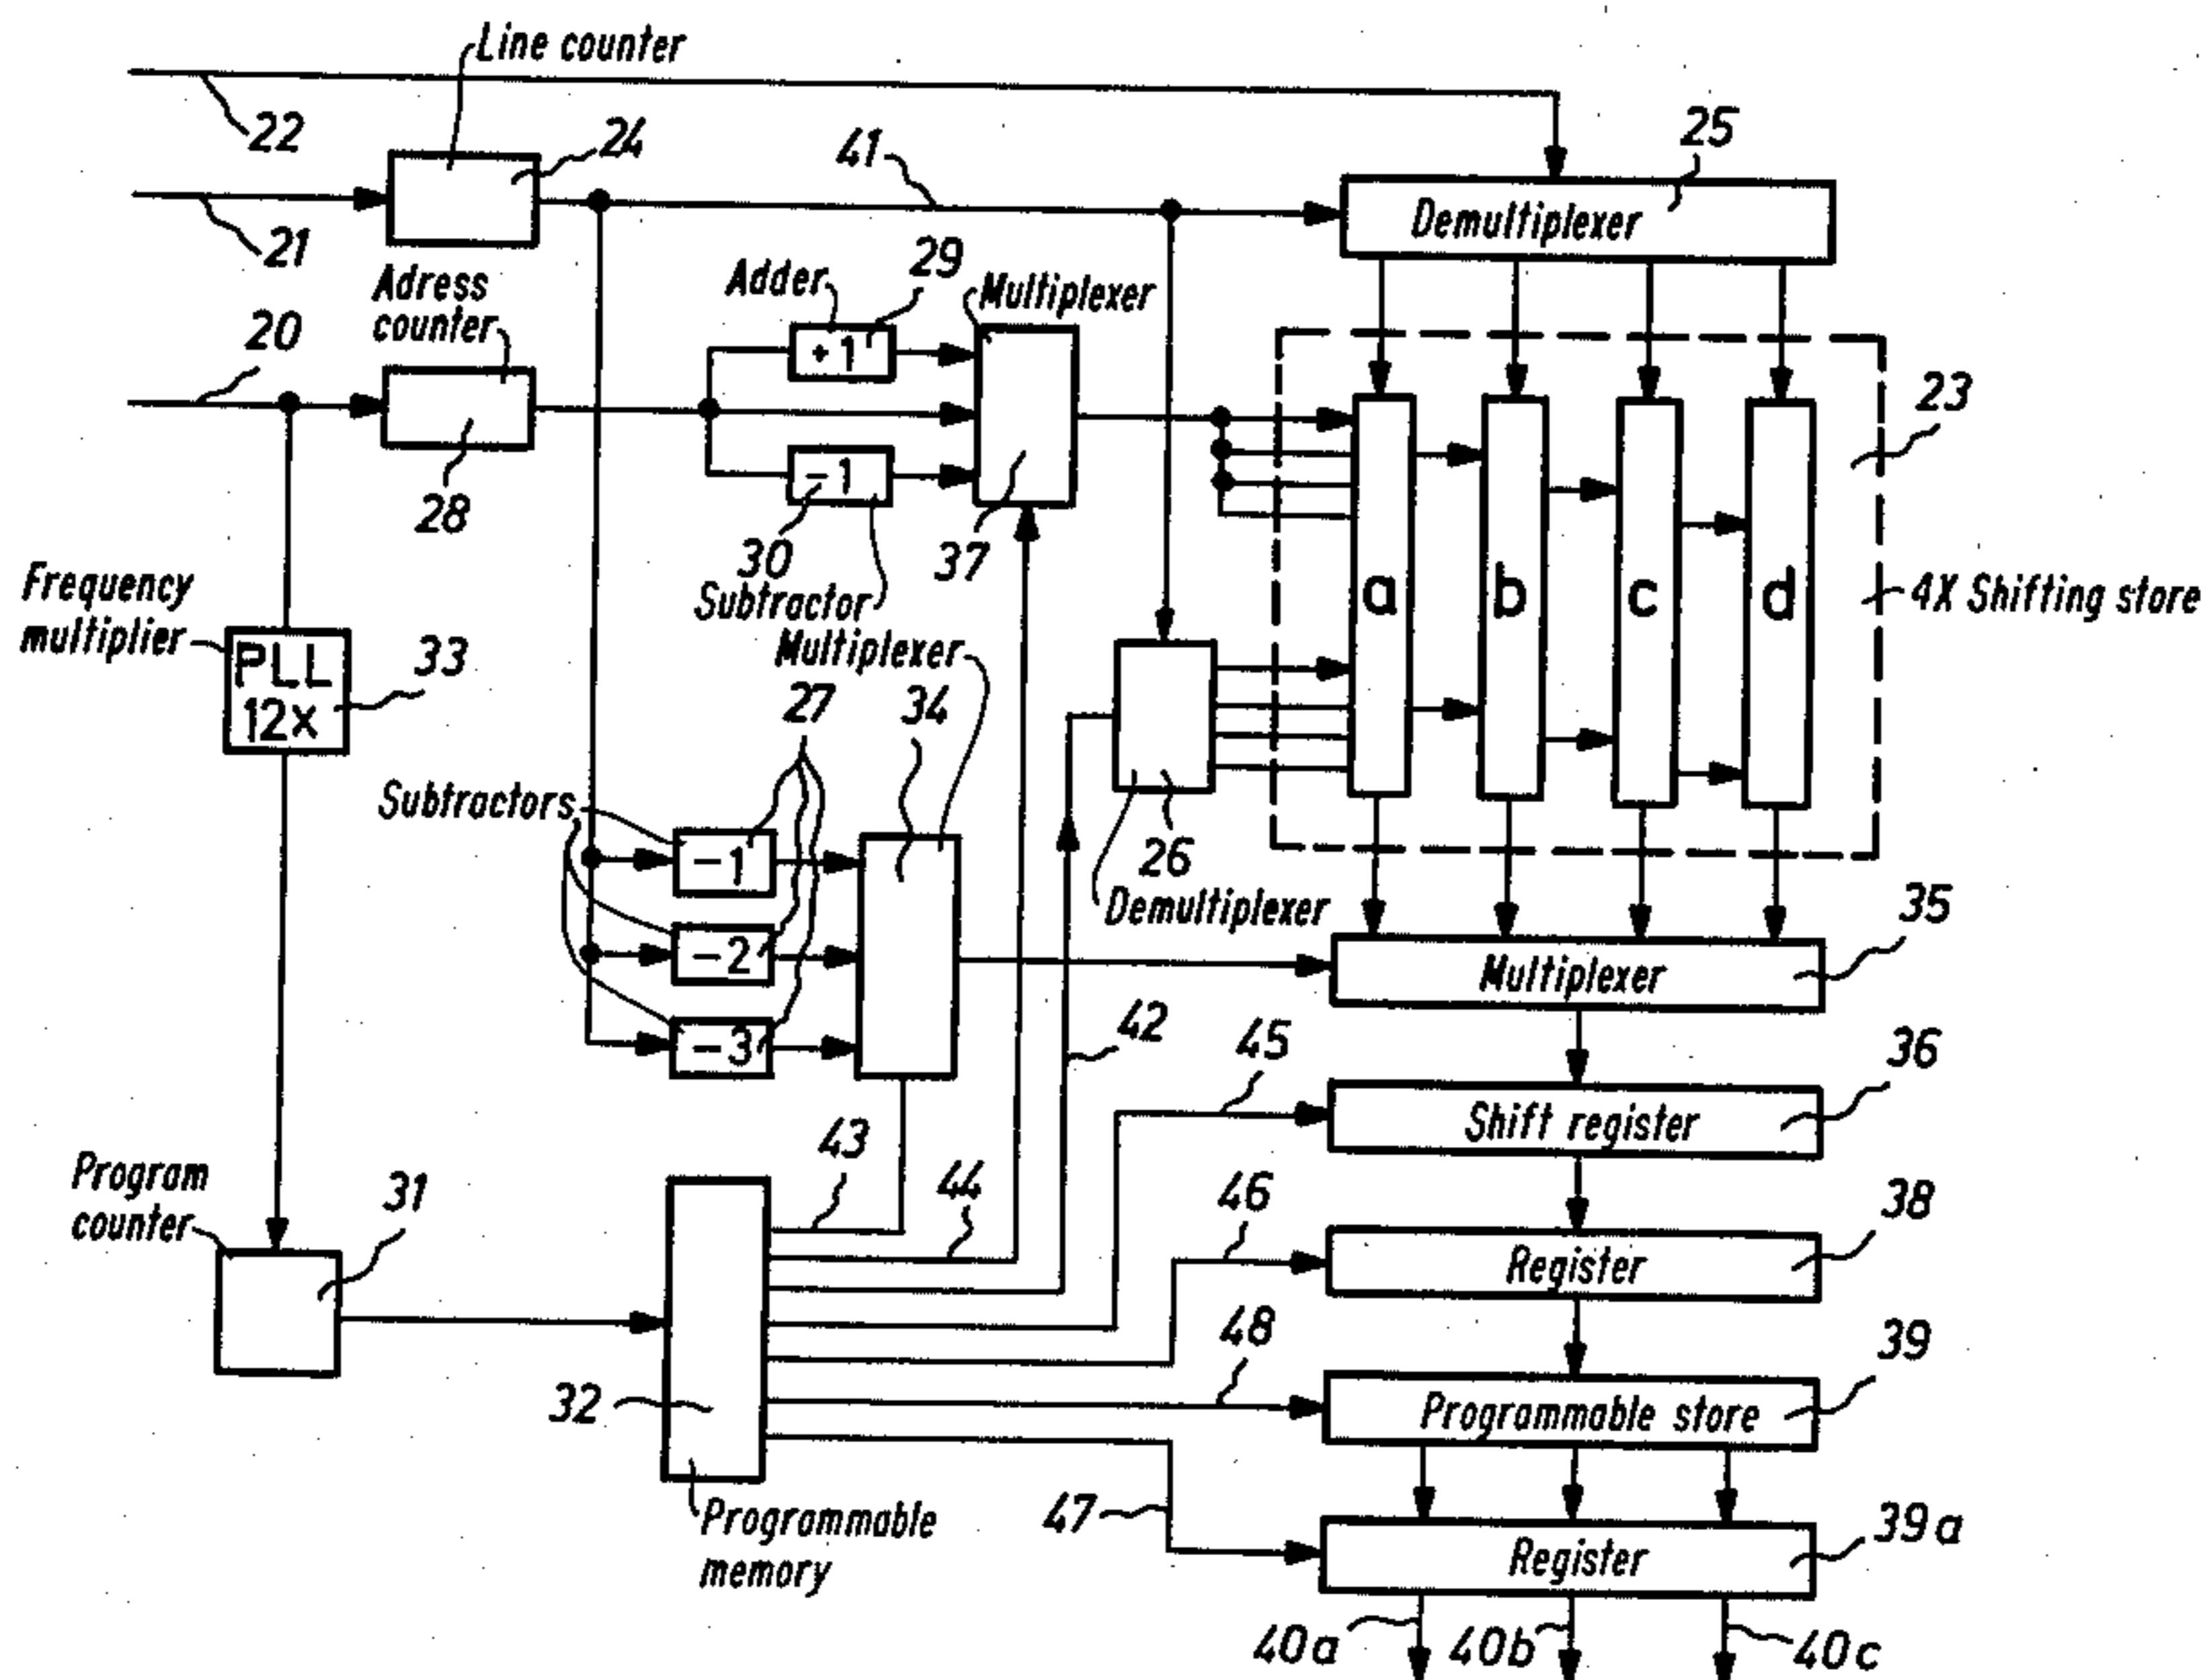 Line counter
22
24
41
25
21
Demultiplexer
Adress
counter
Adder
29
Multiplexer
20
+1
23
28
-1
30
37
Subtractor
Frequency
multiplier
a
b
c
d
4X Shifting store
PLL
12x
33
Multiplexer
27
34
Subtractors
-1
26
Demultiplexer
35
-2
Multiplexer
-3
42
45
36
Shift register
43
44
Program
counter
31
46
38
Register
48
39
32
Programmable store
Programmable
memory
47
39a
Register
40a
40b
40c